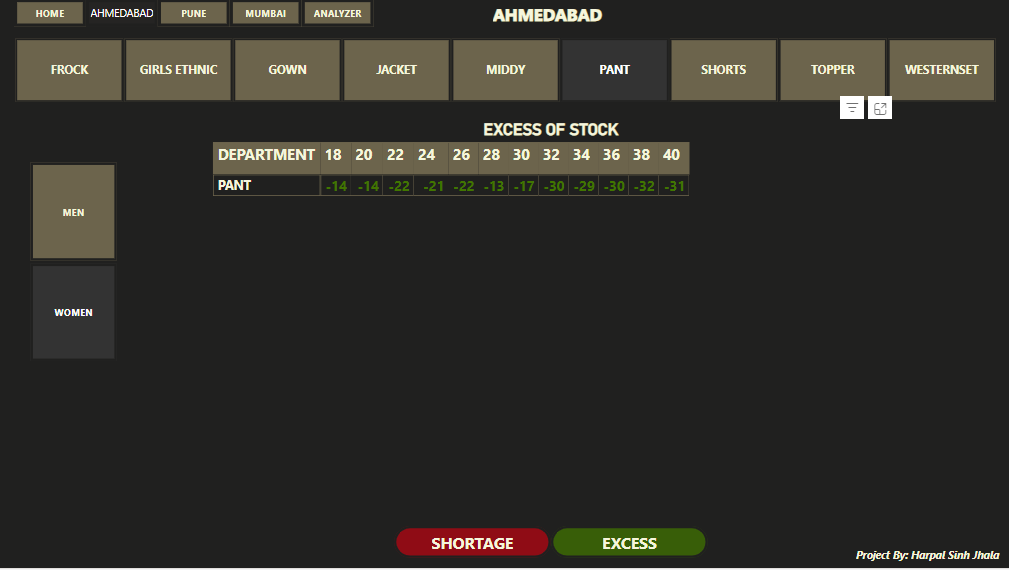 HOME AHMEDABAD PUNE MUMBAI ANALYZER AHMEDABAD
FROCK GIRLS ETHNIC GOWN JACKET MIDDY PANT SHORTS TOPPER WESTERNSET
EXCESS OF STOCK
DEPARTMENT 18 20 22 24 26 28 30 32 34 36 38 40
PANT -14 -14 -22 -21 -22 -13 -17 -30 -29 -30 -32 -31
MEN
WOMEN
SHORTAGE EXCESS
Project By: Harpal Sinh Jhala